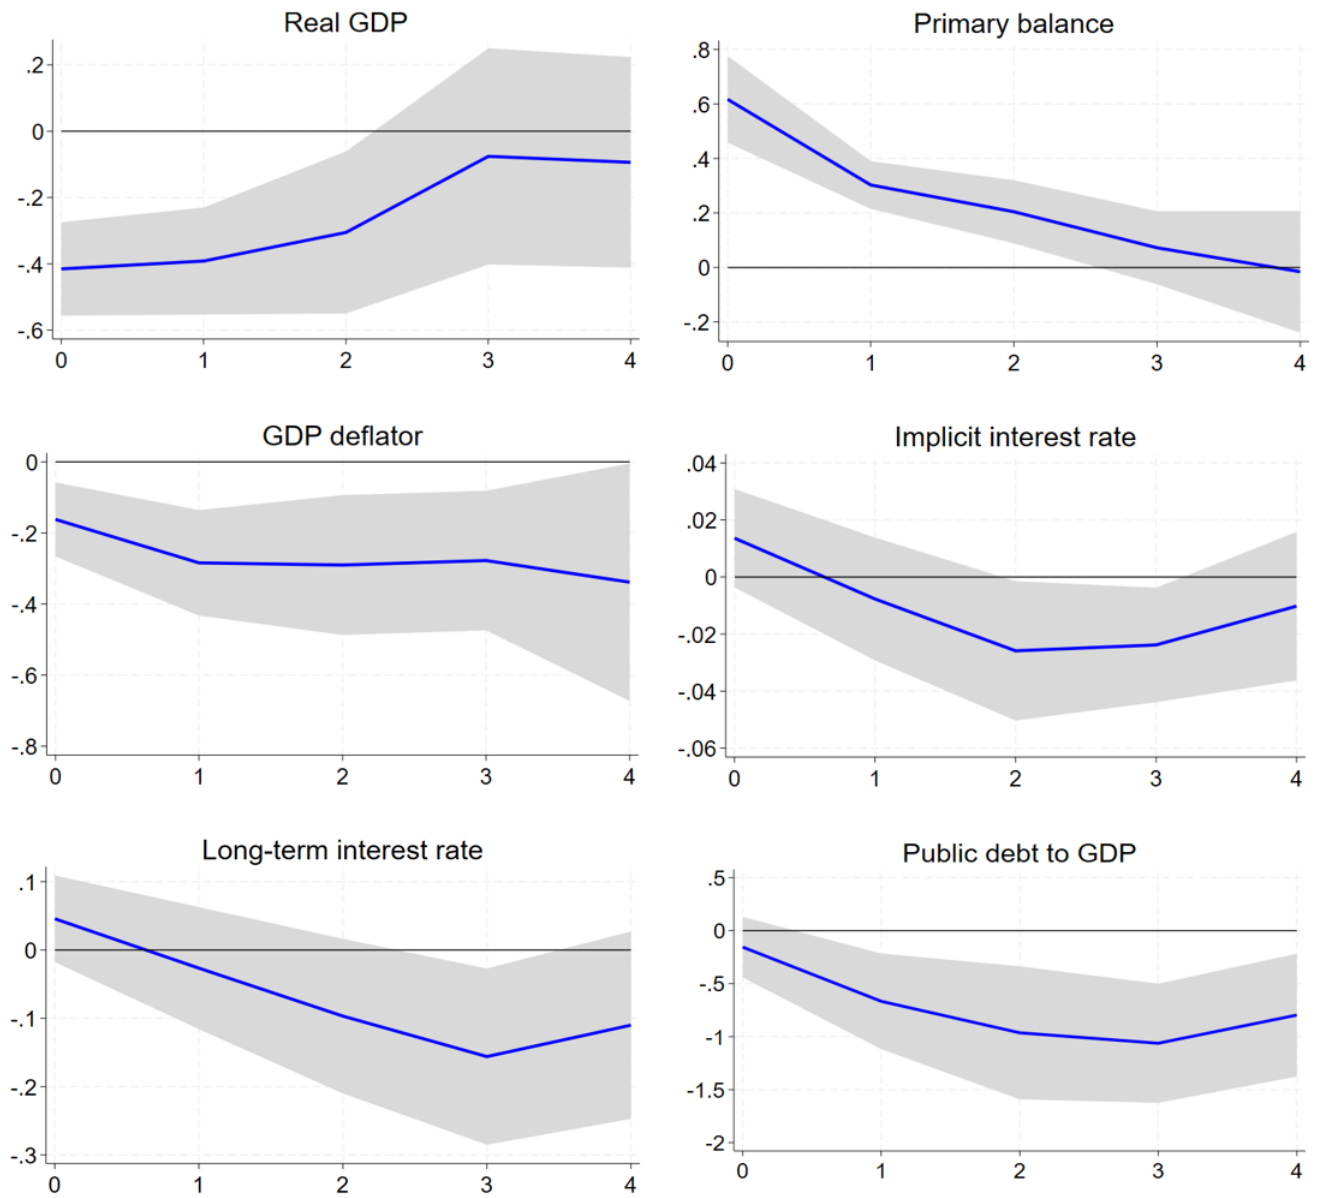 Real GDP
.2
0
-.2
-.4
-.6
0 1 2 3 4
Primary balance
.8
.6
.4
.2
0
-.2
0 1 2 3 4
GDP deflator
0
-.2
-.4
-.6
-.8
0 1 2 3 4
Implicit interest rate
.04
.02
0
-.02
-.04
-.06
0 1 2 3 4
Long-term interest rate
.1
0
-.1
-.2
-.3
0 1 2 3 4
Public debt to GDP
.5
0
-.5
-1
-1.5
-2
0 1 2 3 4